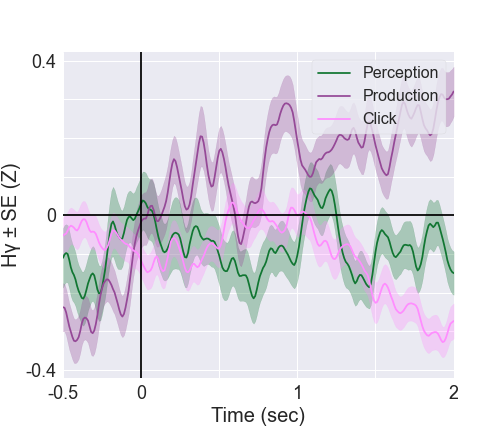 0.4
Perception
Production
Click
Hγ ± SE (Z)
0
-0.4
-0.5 0 1 2
Time (sec)